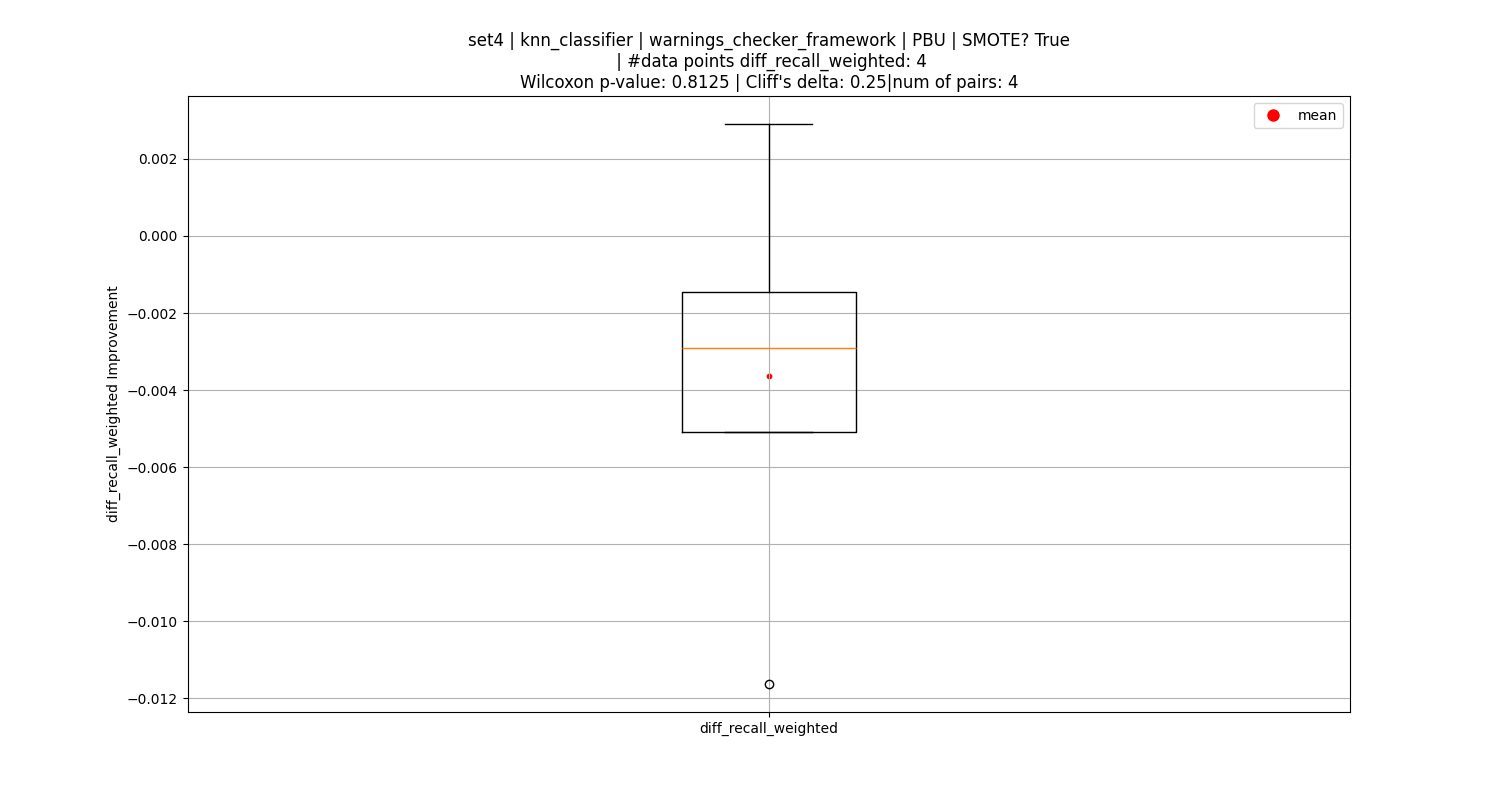 set4 | knn_classifier | warnings_checker_framework | PBU | SMOTE? True
| #data points diff_recall_weighted: 4
Wilcoxon p-value: 0.8125 | Cliff's delta: 0.25|num of pairs: 4
mean
0.002
0.000
−0.002
−0.004
−0.006
−0.008
−0.010
−0.012
diff_recall_weighted Improvement
diff_recall_weighted